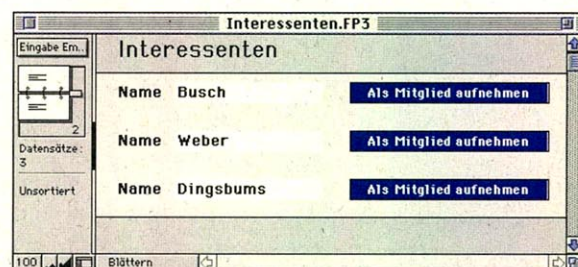 Interessenten.FP3
Eingabe Em..
Interessenten
2
Datensätze:
3
Unsortiert
Name Busch Als Mitglied aufnehmen
Name Weber Als Mitglied aufnehmen
Name Dingsbums Als Mitglied aufnehmen
100 Blättern